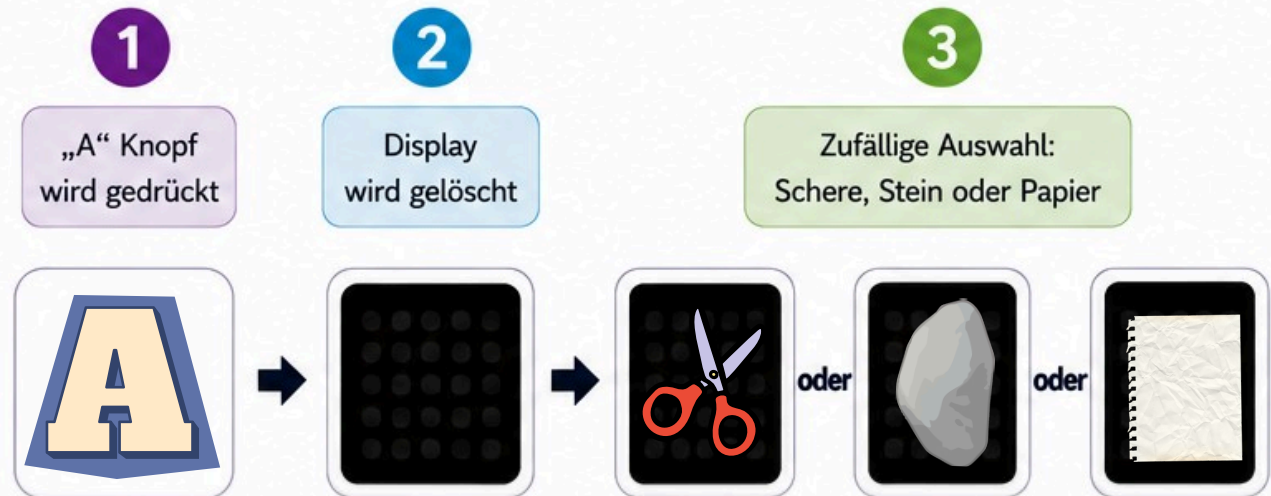 1
2
3
„A“ Knopf
wird gedrückt
Display
wird gelöscht
Zufällige Auswahl:
Schere, Stein oder Papier
A
oder
oder